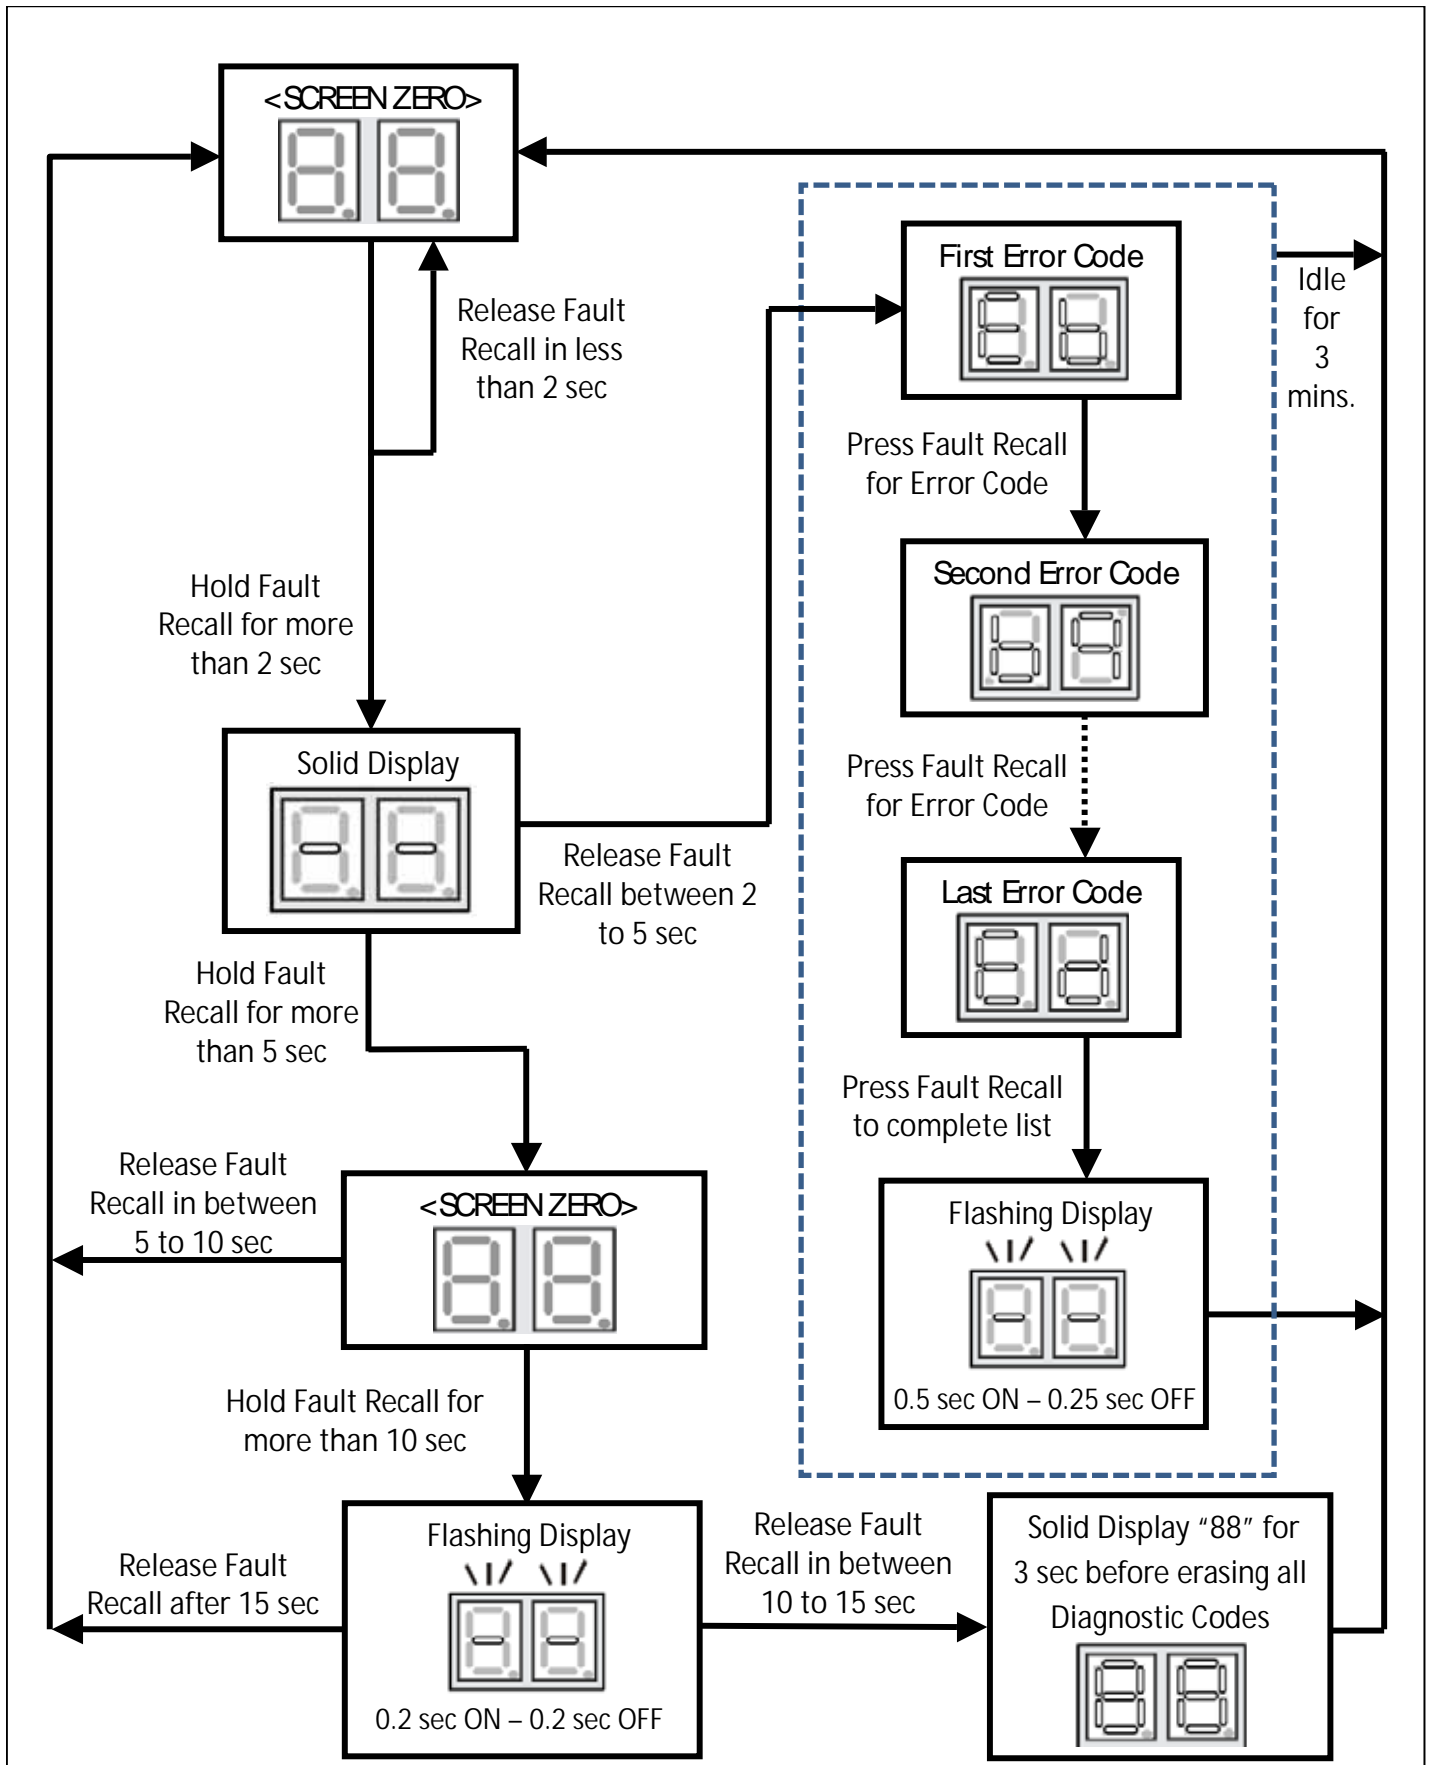 <SCREEN ZERO>
Release Fault
Recall in less
than 2 sec
Hold Fault
Recall for more
than 2 sec
Solid Display
- -
Release Fault
Recall between 2
to 5 sec
Hold Fault
Recall for more
than 5 sec
<SCREEN ZERO>
Release Fault
Recall in between
5 to 10 sec
Hold Fault Recall for
more than 10 sec
Flashing Display
- -
0.2 sec ON – 0.2 sec OFF
Release Fault
Recall after 15 sec
Release Fault
Recall in between
10 to 15 sec
Solid Display “88” for
3 sec before erasing all
Diagnostic Codes
88
First Error Code
Eb
Press Fault Recall
for Error Code
Second Error Code
b9
Press Fault Recall
for Error Code
Last Error Code
Ed
Press Fault Recall
to complete list
Flashing Display
- -
0.5 sec ON – 0.25 sec OFF
Idle
for
3
mins.